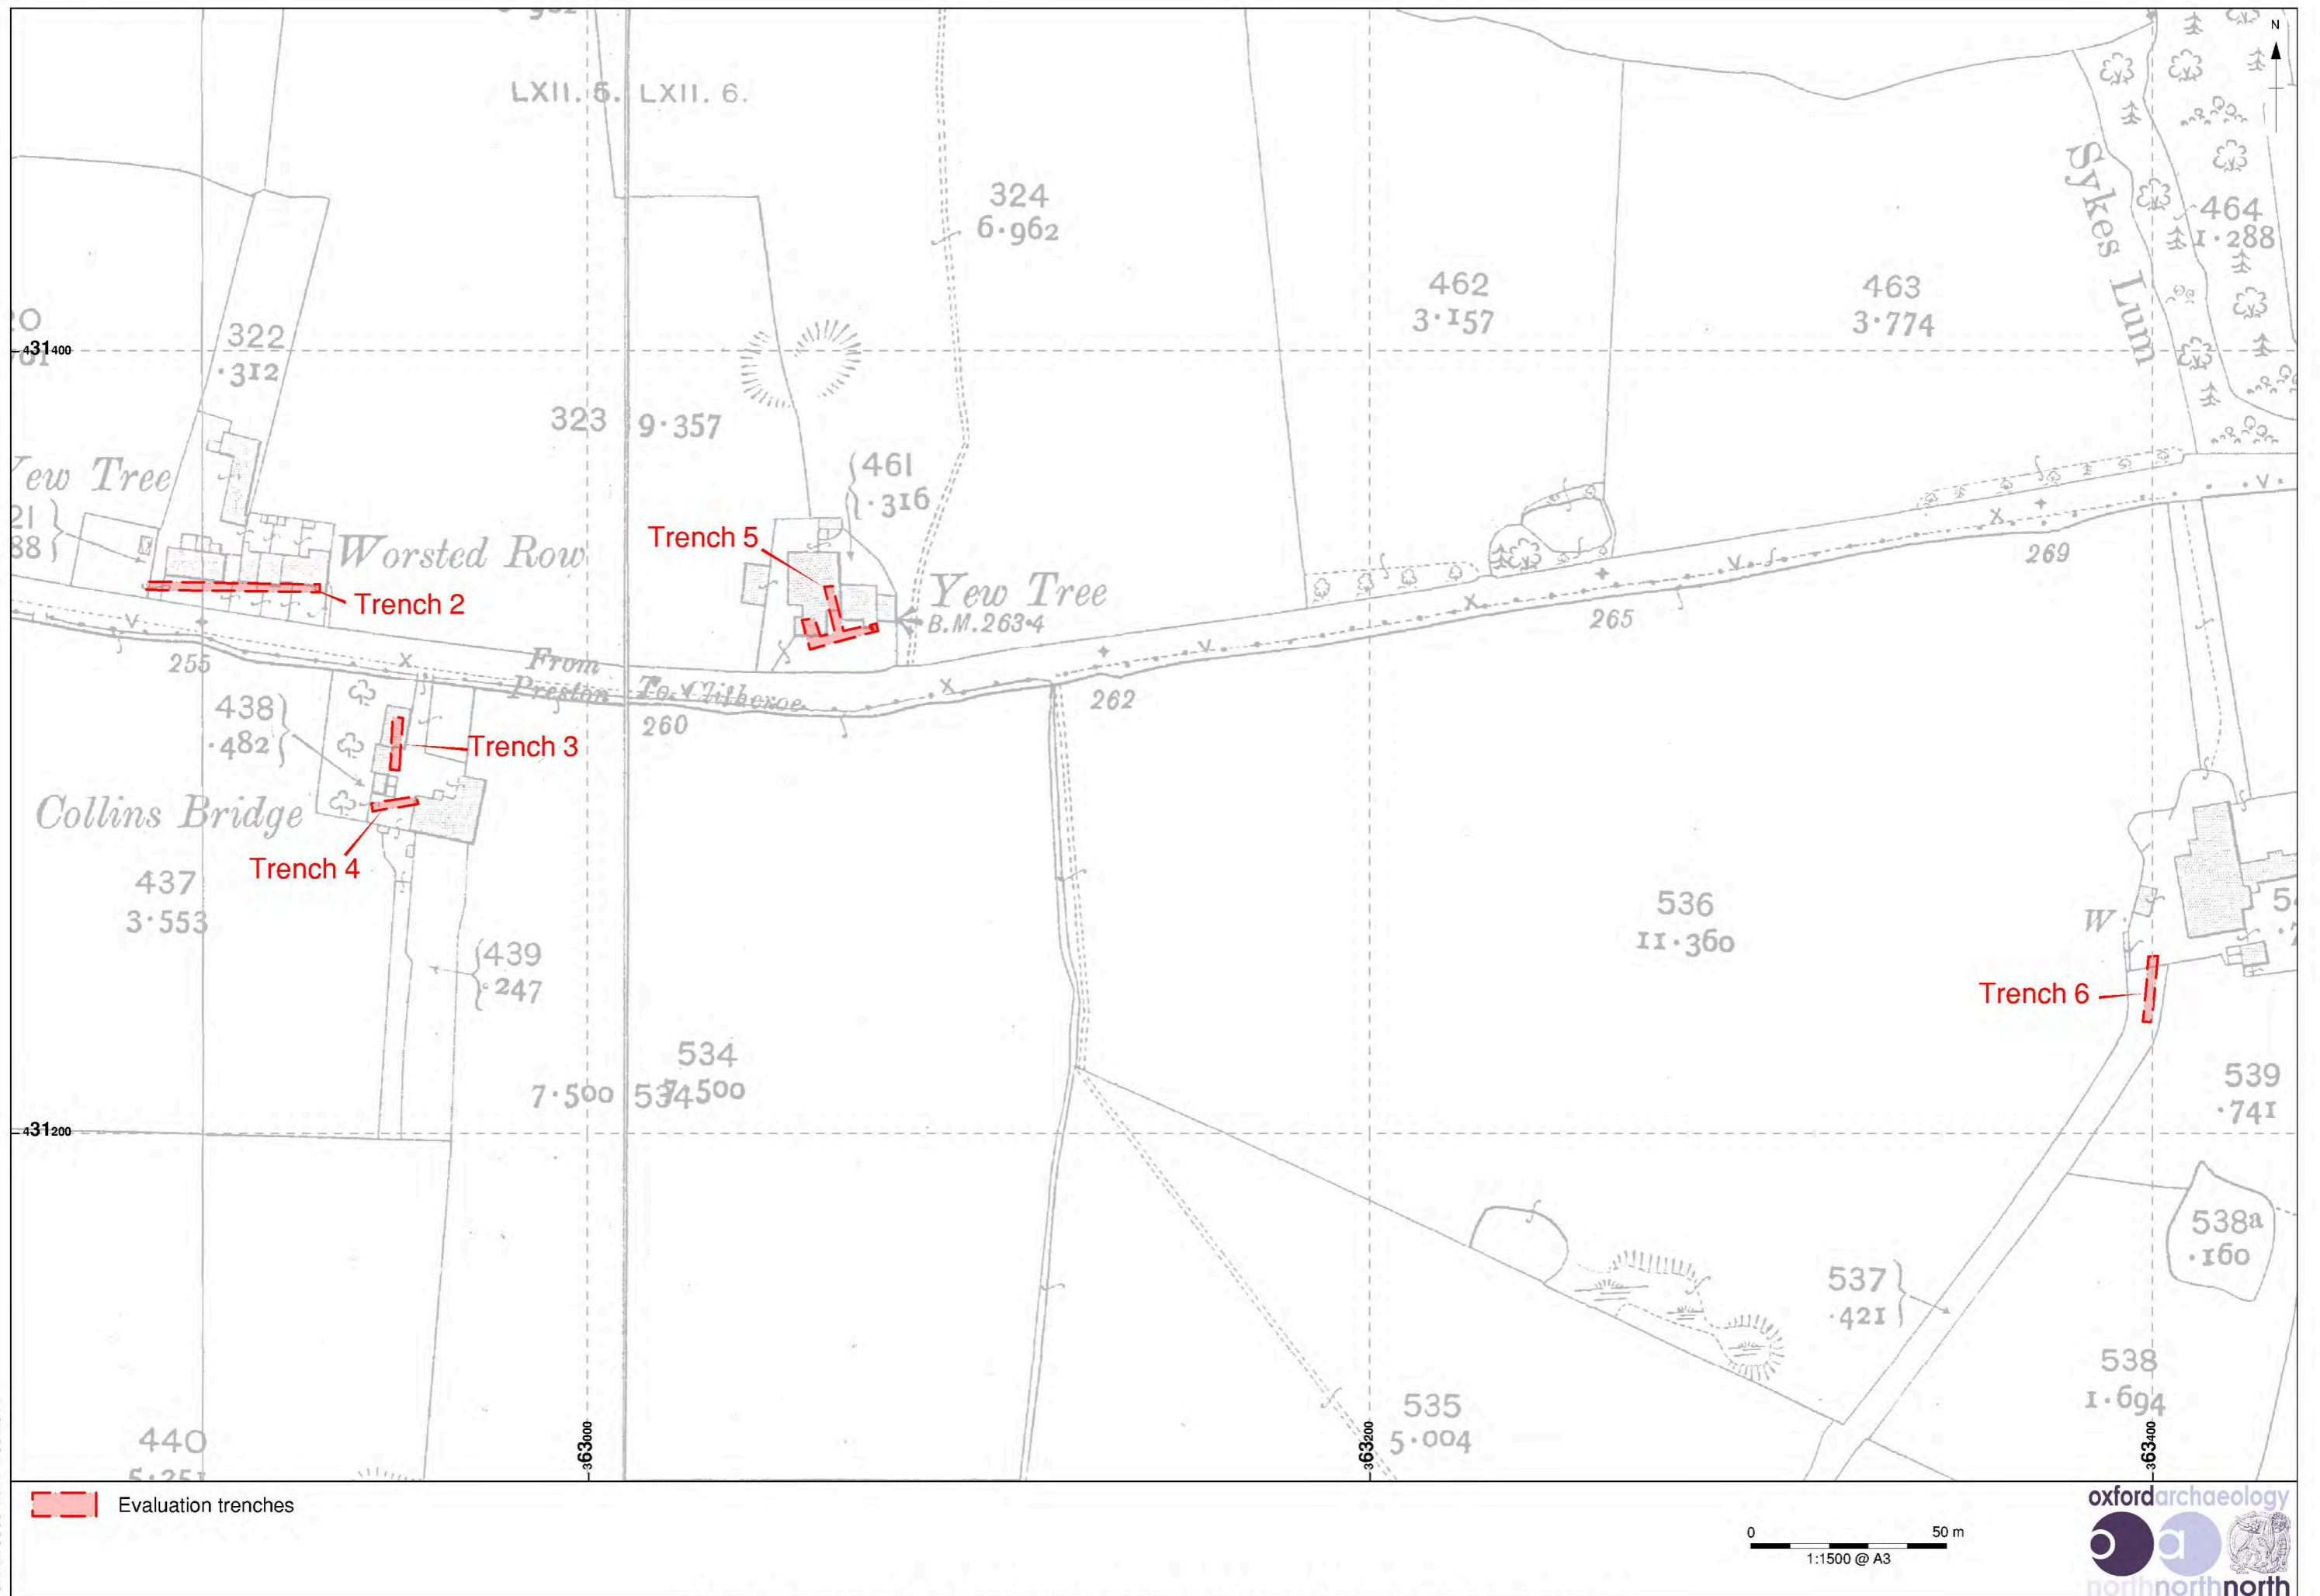 N
LXII. 5. LXII. 6.
324
6·962
Sykes Lum
464
1·288
462
3·157
463
3·774
322
·312
431400
323 9·357
461
·316
Trench 5
Worsted Row
Trench 2
Yew Tree
B.M.263·4
269
265
255
From
Preston
To Clitheroe
262
260
438
·482
Trench 3
Collins Bridge
Trench 4
437
3·553
439
·247
536
11·360
W
Trench 6
534
7·500
534
7·500
539
·741
431200
538a
·160
537
·421
538
1·694
535
5·004
440
363000
363200
363400
Evaluation trenches
0 50 m
1:1500 @ A3
oxfordarchaeology
oa
northnorthnorth